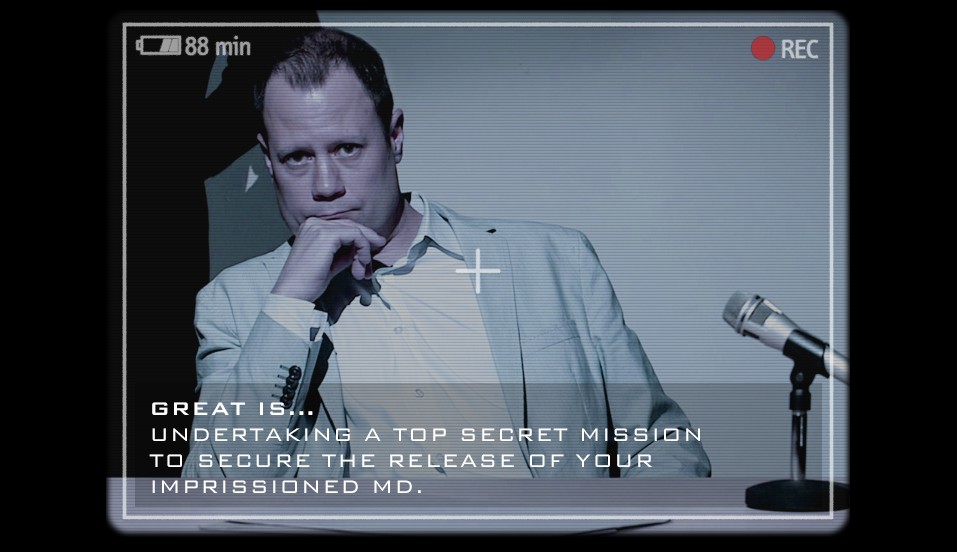 88 min
REC
GREAT IS...
UNDERTAKING A TOP SECRET MISSION
TO SECURE THE RELEASE OF YOUR
IMPRISSIONED MD.